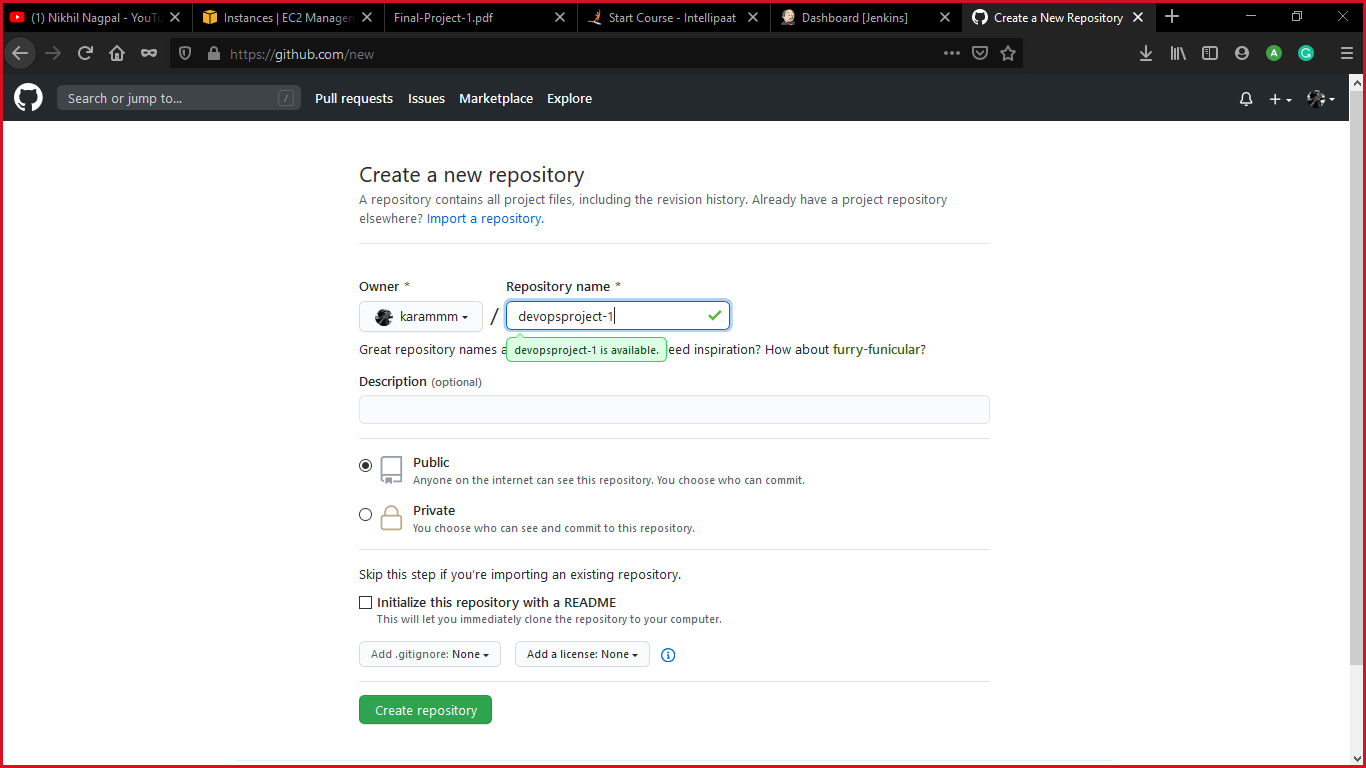 (1) Nikhil Nagpal - YouTu
Instances | EC2 Managem
Final-Project-1.pdf
Start Course - Intellipaat
Dashboard [Jenkins]
Create a New Repository
https://github.com/new
A
G
Search or jump to...
/
Pull requests
Issues
Marketplace
Explore
Create a new repository
A repository contains all project files, including the revision history. Already have a project repository
elsewhere? Import a repository.
Owner *
Repository name *
karammm
/
devopsproject-1
Great repository names a
devopsproject-1 is available.
eed inspiration? How about furry-funicular?
Description (optional)
Public
Anyone on the internet can see this repository. You choose who can commit.
Private
You choose who can see and commit to this repository.
Skip this step if you're importing an existing repository.
Initialize this repository with a README
This will let you immediately clone the repository to your computer.
Add .gitignore: None
Add a license: None
Create repository